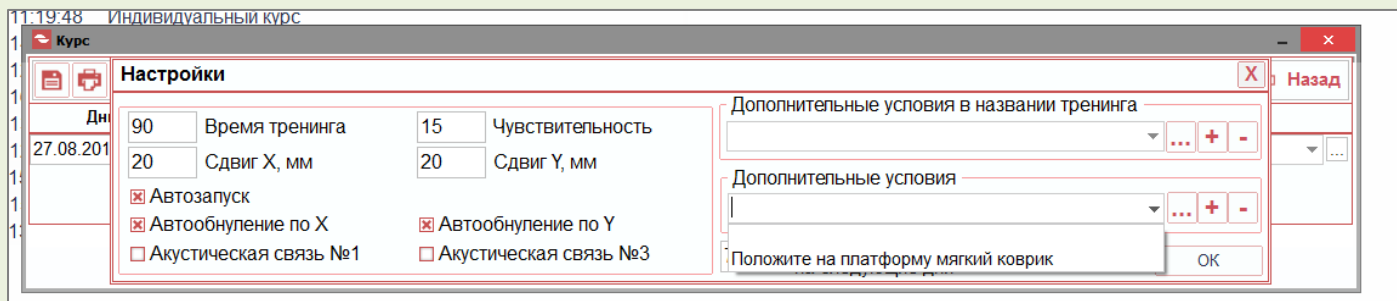 11:19:48 Индивидуальный курс
Курс
Настройки
X
Назад
90 Время тренинга 15 Чувствительность
20 Сдвиг X, мм 20 Сдвиг Y, мм
Автозапуск
Автообнуление по X Автообнуление по Y
Акустическая связь №1 Акустическая связь №3
Дополнительные условия в названии тренинга
... + -
Дополнительные условия
... + -
Положите на платформу мягкий коврик
OK
27.08.201
...